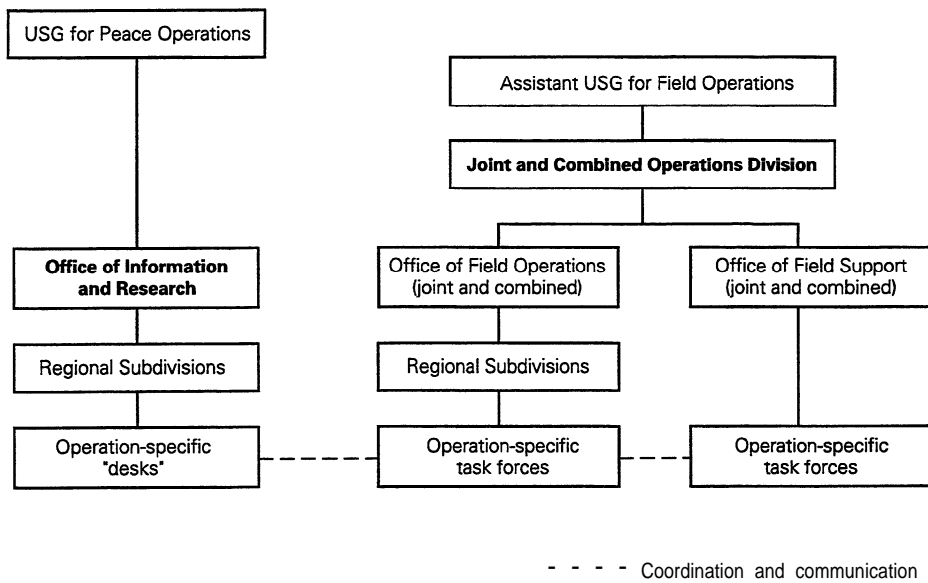 USG for Peace Operations
Assistant USG for Field Operations
Joint and Combined Operations Division
Office of Information
and Research
Office of Field Operations
(joint and combined)
Office of Field Support
(joint and combined)
Regional Subdivisions
Regional Subdivisions
Operation-specific
"desks"
Operation-specific
task forces
Operation-specific
task forces
- - - - Coordination and communication